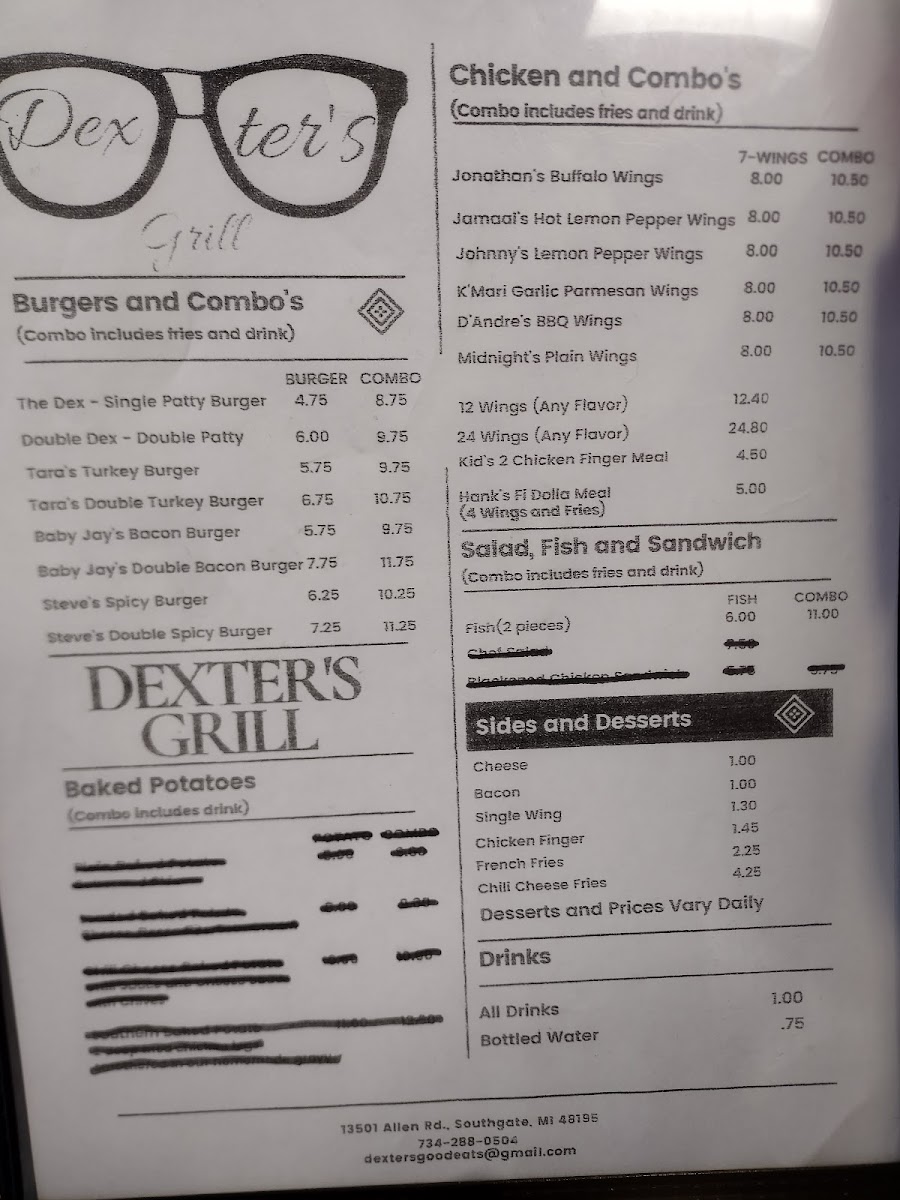 Dexter's
Grill
Burgers and Combo's
(Combo includes fries and drink)
BURGER COMBO
The Dex - Single Patty Burger 4.75 8.75
Double Dex - Double Patty 6.00 9.75
Tara's Turkey Burger 5.75 9.75
Tara's Double Turkey Burger 6.75 10.75
Baby Jay's Bacon Burger 5.75 9.75
Baby Jay's Double Bacon Burger 7.75 11.75
Steve's Spicy Burger 6.25 10.25
Steve's Double Spicy Burger 7.25 11.25
DEXTER'S
GRILL
Baked Potatoes
(Combo includes drink)
POTATO COMBO
Chicken and Combo's
(Combo includes fries and drink)
7-WINGS COMBO
Jonathan's Buffalo Wings 8.00 10.50
Jamaal's Hot Lemon Pepper Wings 8.00 10.50
Johnny's Lemon Pepper Wings 8.00 10.50
K'Mari Garlic Parmesan Wings 8.00 10.50
D'Andre's BBQ Wings 8.00 10.50
Midnight's Plain Wings 8.00 10.50
12 Wings (Any Flavor) 12.40
24 Wings (Any Flavor) 24.80
Kid's 2 Chicken Finger Meal 4.50
Hank's Fi Dolla Meal 5.00
(4 Wings and Fries)
Salad, Fish and Sandwich
(Combo includes fries and drink)
FISH COMBO
Fish(2 pieces) 6.00 11.00
Chef Salad
Blackened Chicken Sandwich
Sides and Desserts
Cheese 1.00
Bacon 1.00
Single Wing 1.30
Chicken Finger 1.45
French Fries 2.25
Chili Cheese Fries 4.25
Desserts and Prices Vary Daily
Drinks
All Drinks 1.00
Bottled Water .75
13501 Allen Rd., Southgate, MI 48195
734-288-0504
dextersgoodeats@gmail.com